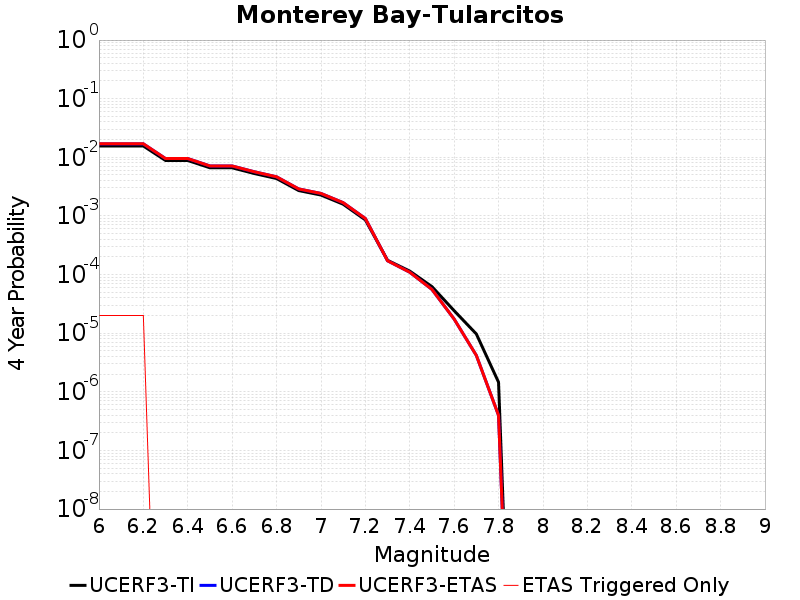 Monterey Bay-Tularcitos
4 Year Probability
10^0
10^-1
10^-2
10^-3
10^-4
10^-5
10^-6
10^-7
10^-8
6 6.2 6.4 6.6 6.8 7 7.2 7.4 7.6 7.8 8 8.2 8.4 8.6 8.8 9
Magnitude
UCERF3-TI UCERF3-TD UCERF3-ETAS ETAS Triggered Only